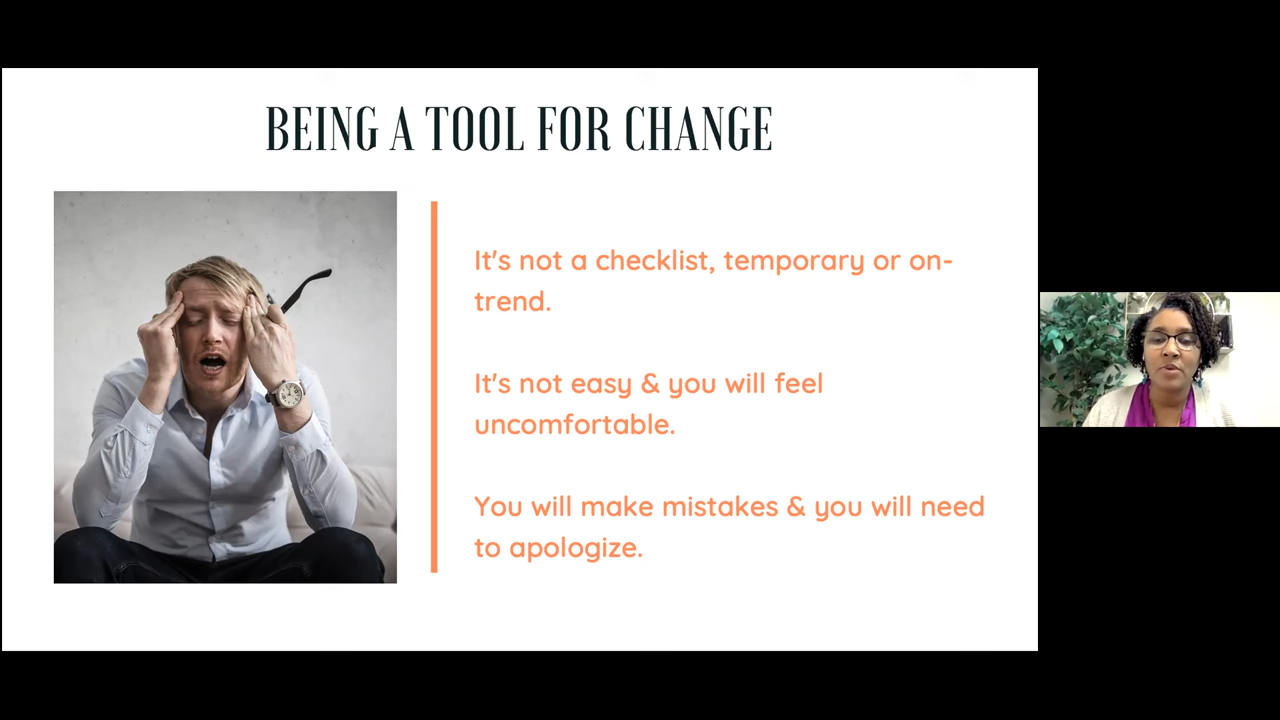 BEING A TOOL FOR CHANGE
It's not a checklist, temporary or on-
trend.
It's not easy & you will feel
uncomfortable.
You will make mistakes & you will need
to apologize.